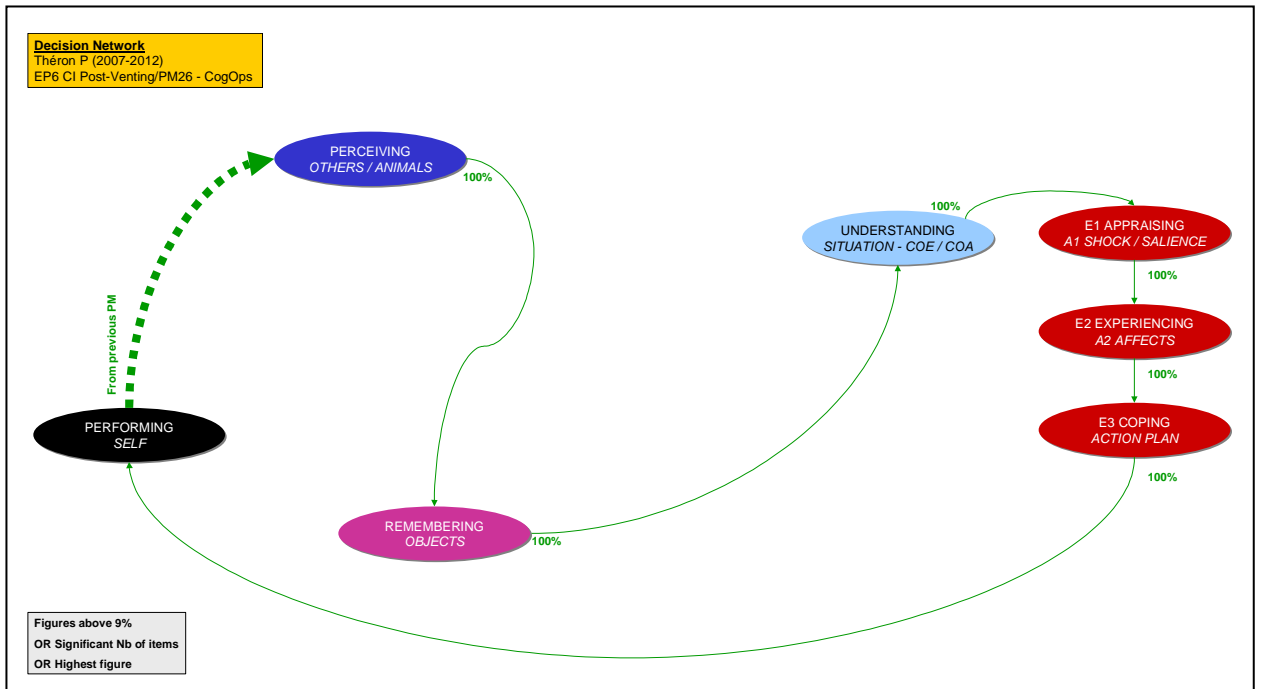 Decision Network
Théron P (2007-2012)
EP6 CI Post-Venting/PM26 - CogOps
PERCEIVING
OTHERS / ANIMALS
100%
100%
UNDERSTANDING
SITUATION - COE / COA
E1 APPRAISING
A1 SHOCK / SALIENCE
100%
From previous PM
E2 EXPERIENCING
A2 AFFECTS
100%
PERFORMING
SELF
E3 COPING
ACTION PLAN
100%
REMEMBERING
OBJECTS
100%
Figures above 9%
OR Significant Nb of items
OR Highest figure